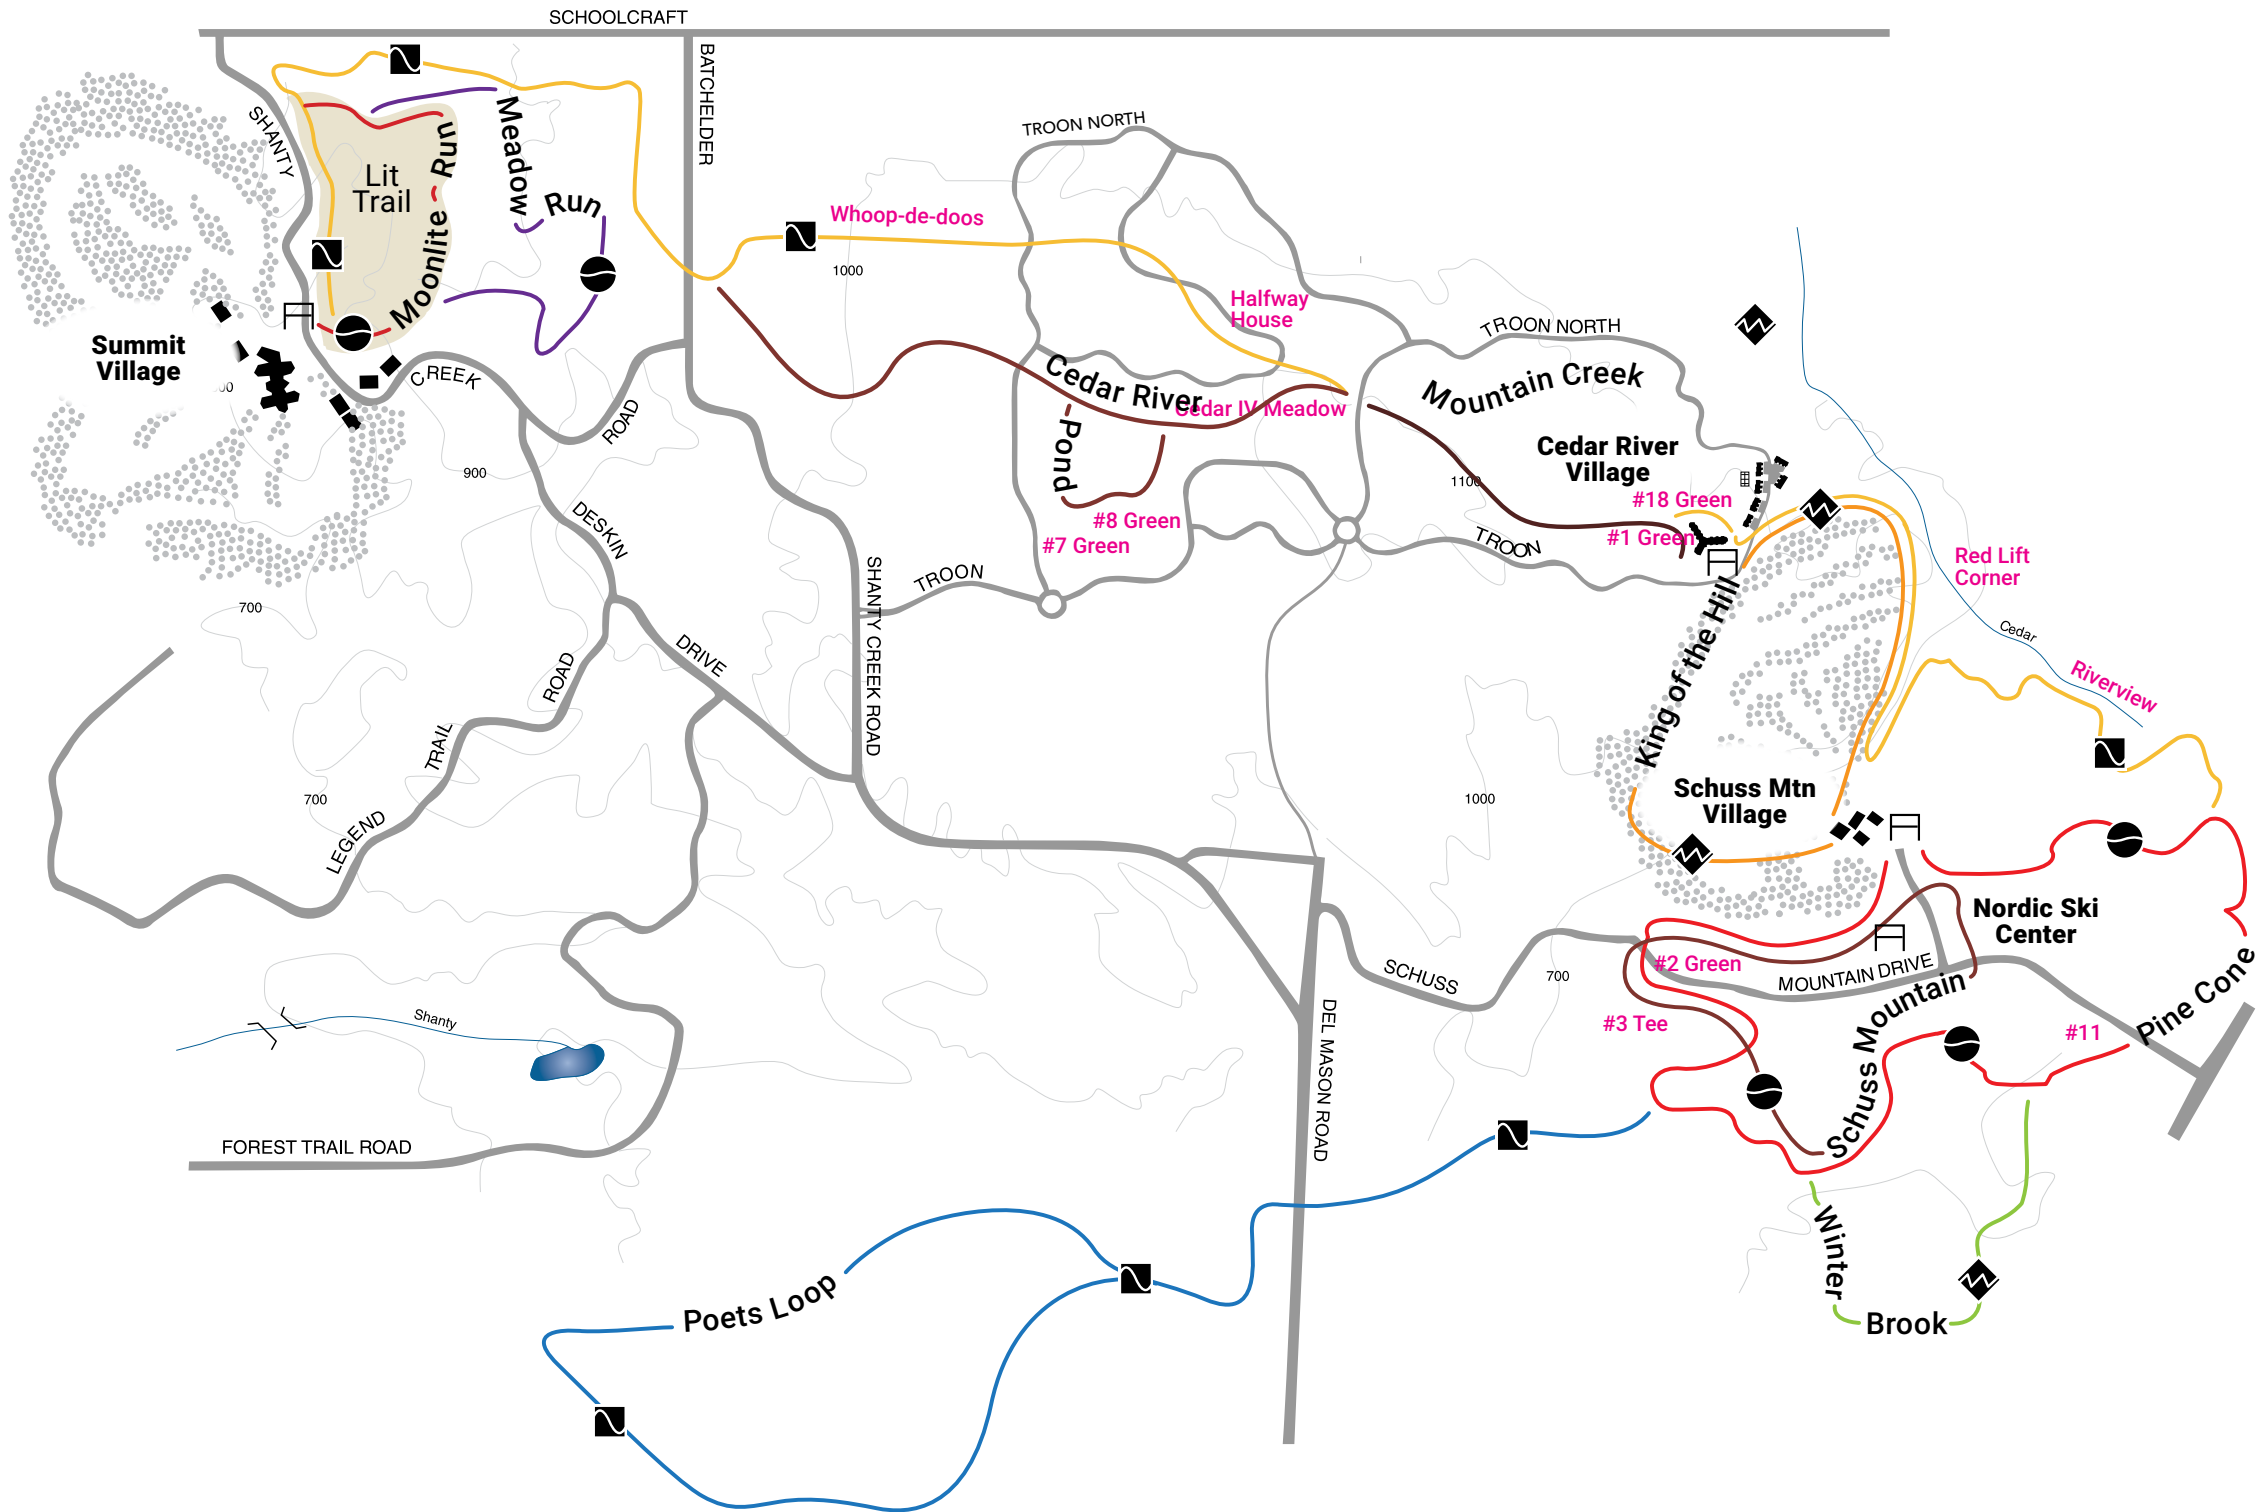 SCHOOLCRAFT
BATCHELDER
SHANTY
Lit
Trail
Moonlite Run
Meadow
Run
TROON NORTH
Whoop-de-doos
1000
Halfway
House
Summit
Village
CREEK
ROAD
900
DESKIN
DRIVE
Cedar River
Cedar IV Meadow
Pond
#8 Green
#7 Green
TROON
TROON NORTH
Mountain Creek
Cedar River
Village
1100
#18 Green
#1 Green
TROON
Red Lift
Corner
Cedar
Riverview
King of the Hill
700
ROAD
TRAIL
LEGEND
700
SHANTY CREEK ROAD
1000
Schuss Mtn
Village
Nordic Ski
Center
#2 Green
MOUNTAIN DRIVE
SCHUSS
700
#3 Tee
Schuss Mountain
#11
Pine Cone
Shanty
FOREST TRAIL ROAD
DEL MASON ROAD
Winter
Brook
Poets Loop